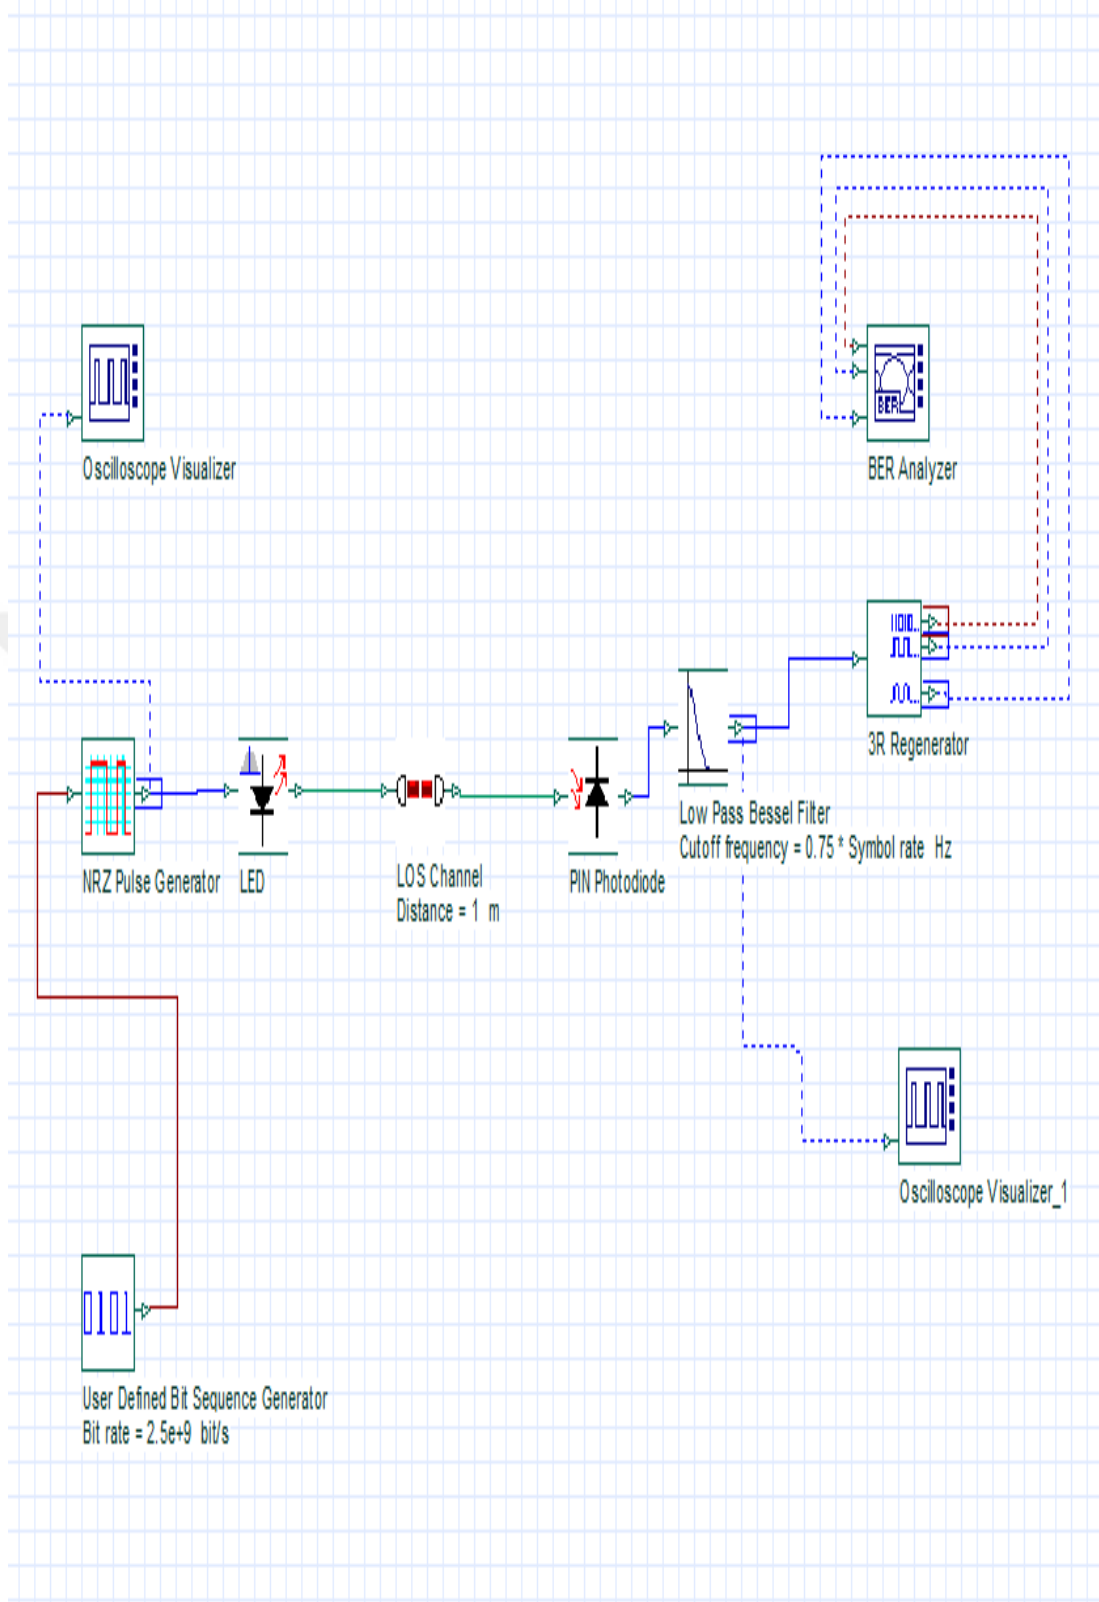 Oscilloscope Visualizer
BER
BER Analyzer
3R Regenerator
NRZ Pulse Generator
LED
LOS Channel
Distance = 1 m
PIN Photodiode
Low Pass Bessel Filter
Cutoff frequency = 0.75 * Symbol rate Hz
Oscilloscope Visualizer_1
0101
User Defined Bit Sequence Generator
Bit rate = 2.5e+9 bit/s